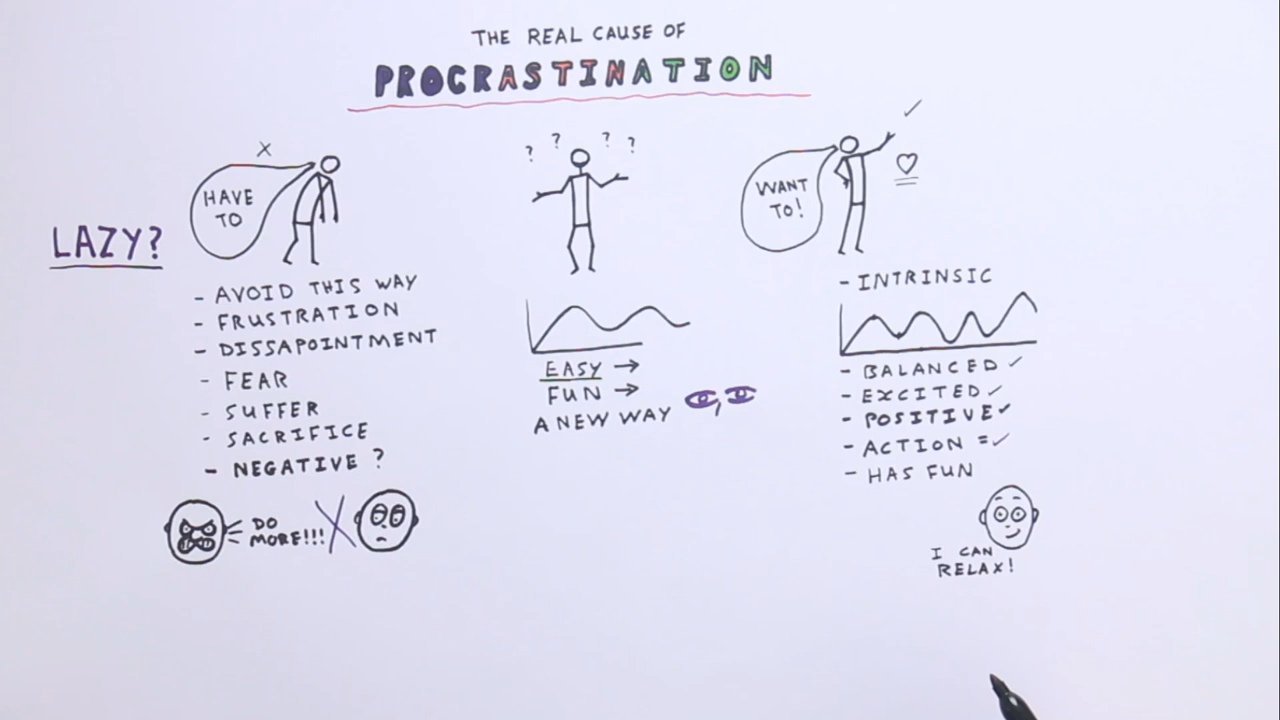 THE REAL CAUSE OF
PROCRASTINATION
LAZY?
X
HAVE
TO
- AVOID THIS WAY
- FRUSTRATION
- DISSAPOINTMENT
- FEAR
- SUFFER
- SACRIFICE
- NEGATIVE ?
DO
MORE!!!
? ? ? ?
EASY →
FUN →
A NEW WAY
✓
WANT
TO!
- INTRINSIC
- BALANCED ✓
- EXCITED ✓
- POSITIVE ✓
- ACTION = ✓
- HAS FUN
I CAN
RELAX!